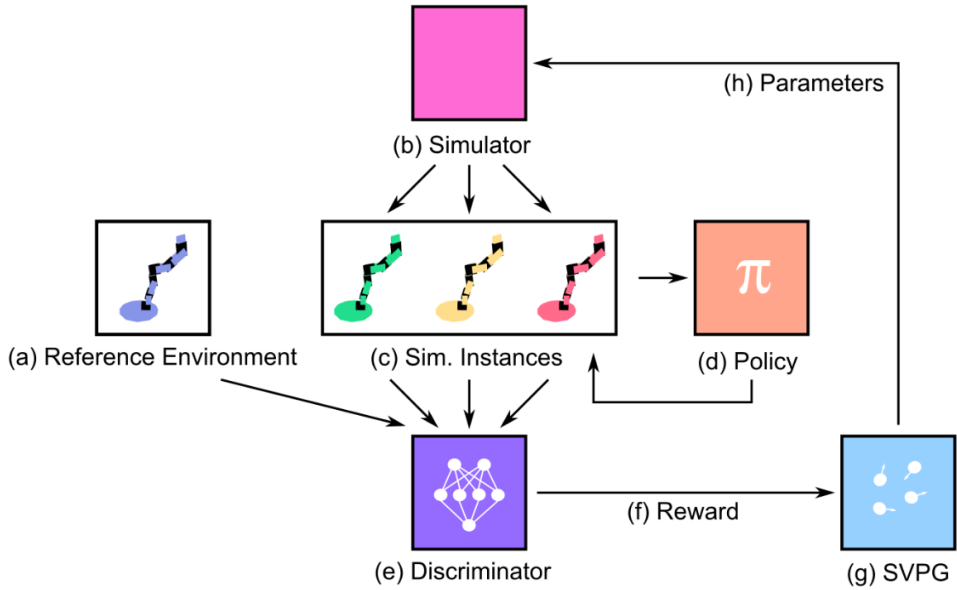 (h) Parameters
(b) Simulator
π
(a) Reference Environment
(c) Sim. Instances
(d) Policy
(f) Reward
(e) Discriminator
(g) SVPG